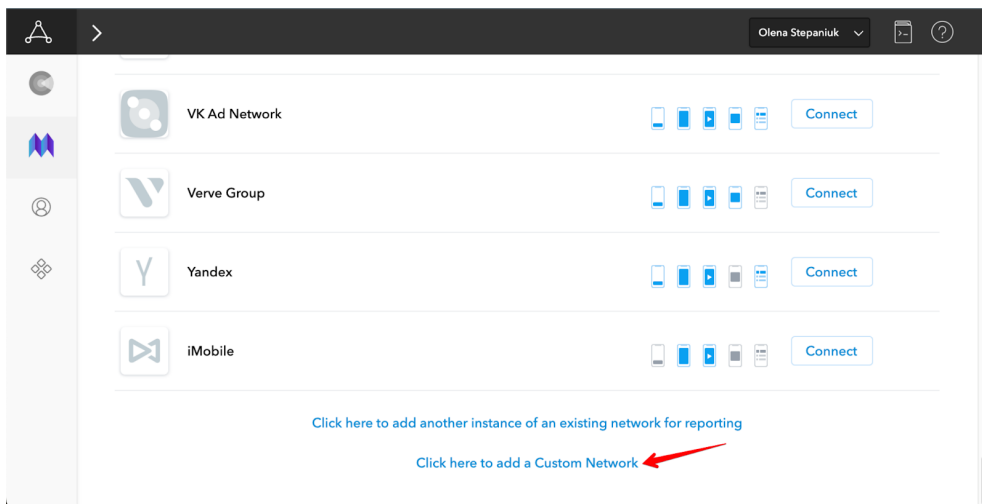 Olena Stepaniuk
VK Ad Network
Connect
Verve Group
Connect
Yandex
Connect
iMobile
Connect
Click here to add another instance of an existing network for reporting
Click here to add a Custom Network